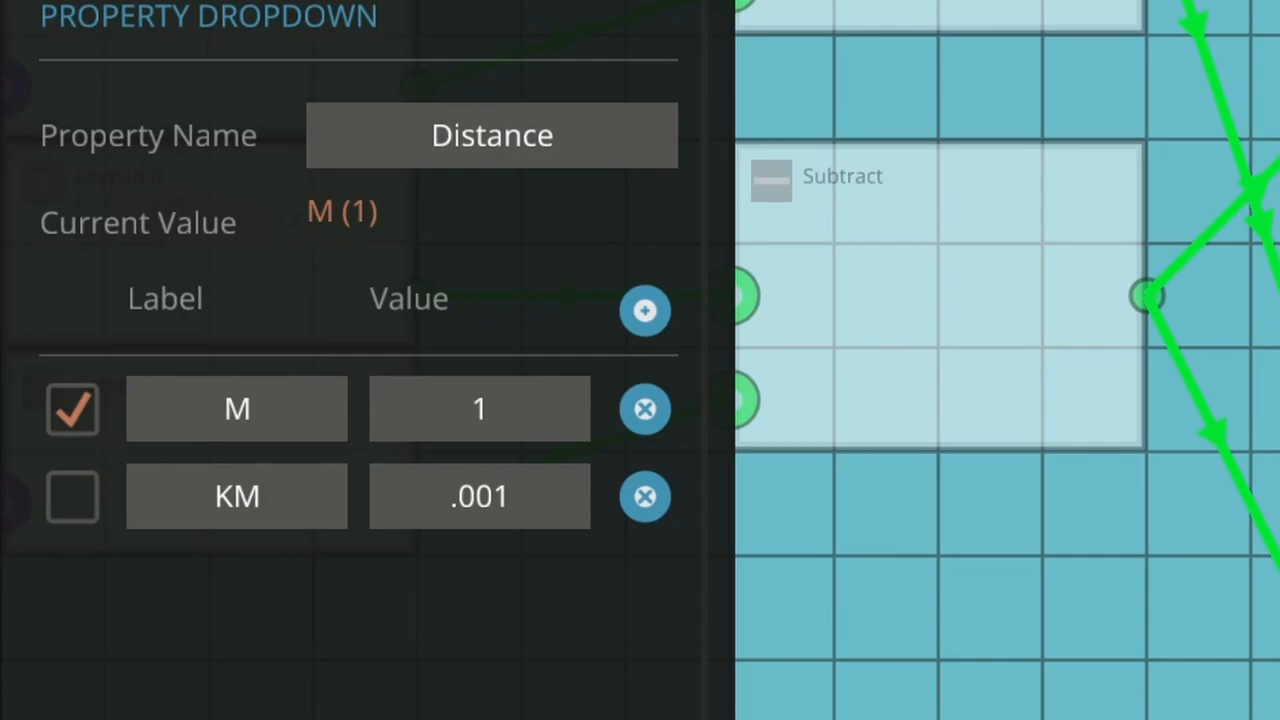 PROPERTY DROPDOWN
Property Name Distance
Current Value M (1)
Label Value
M 1
KM .001
Subtract